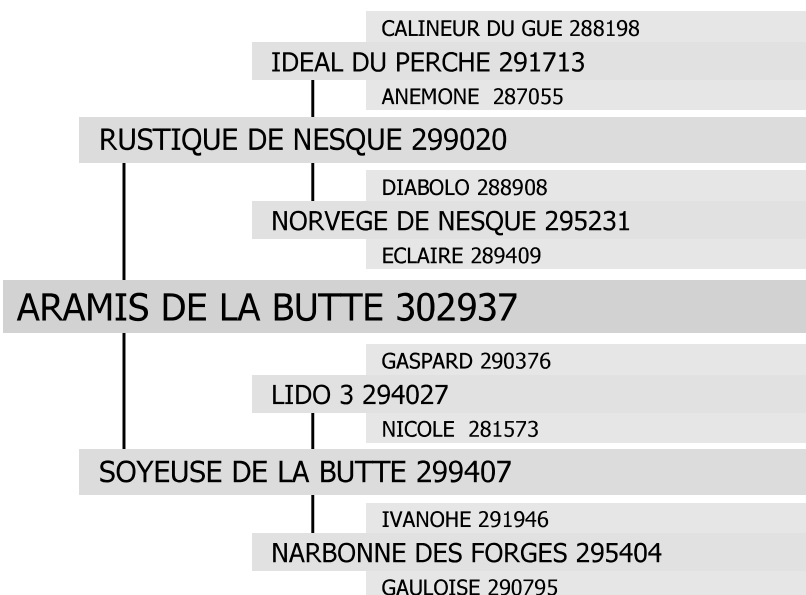 CALINEUR DU GUE 288198
IDEAL DU PERCHE 291713
ANEMONE  287055
RUSTIQUE DE NESQUE 299020
DIABOLO 288908
NORVEGE DE NESQUE 295231
ECLAIRE 289409
ARAMIS DE LA BUTTE 302937
GASPARD 290376
LIDO 3 294027
NICOLE  281573
SOYEUSE DE LA BUTTE 299407
IVANOHE 291946
NARBONNE DES FORGES 295404
GAULOISE 290795